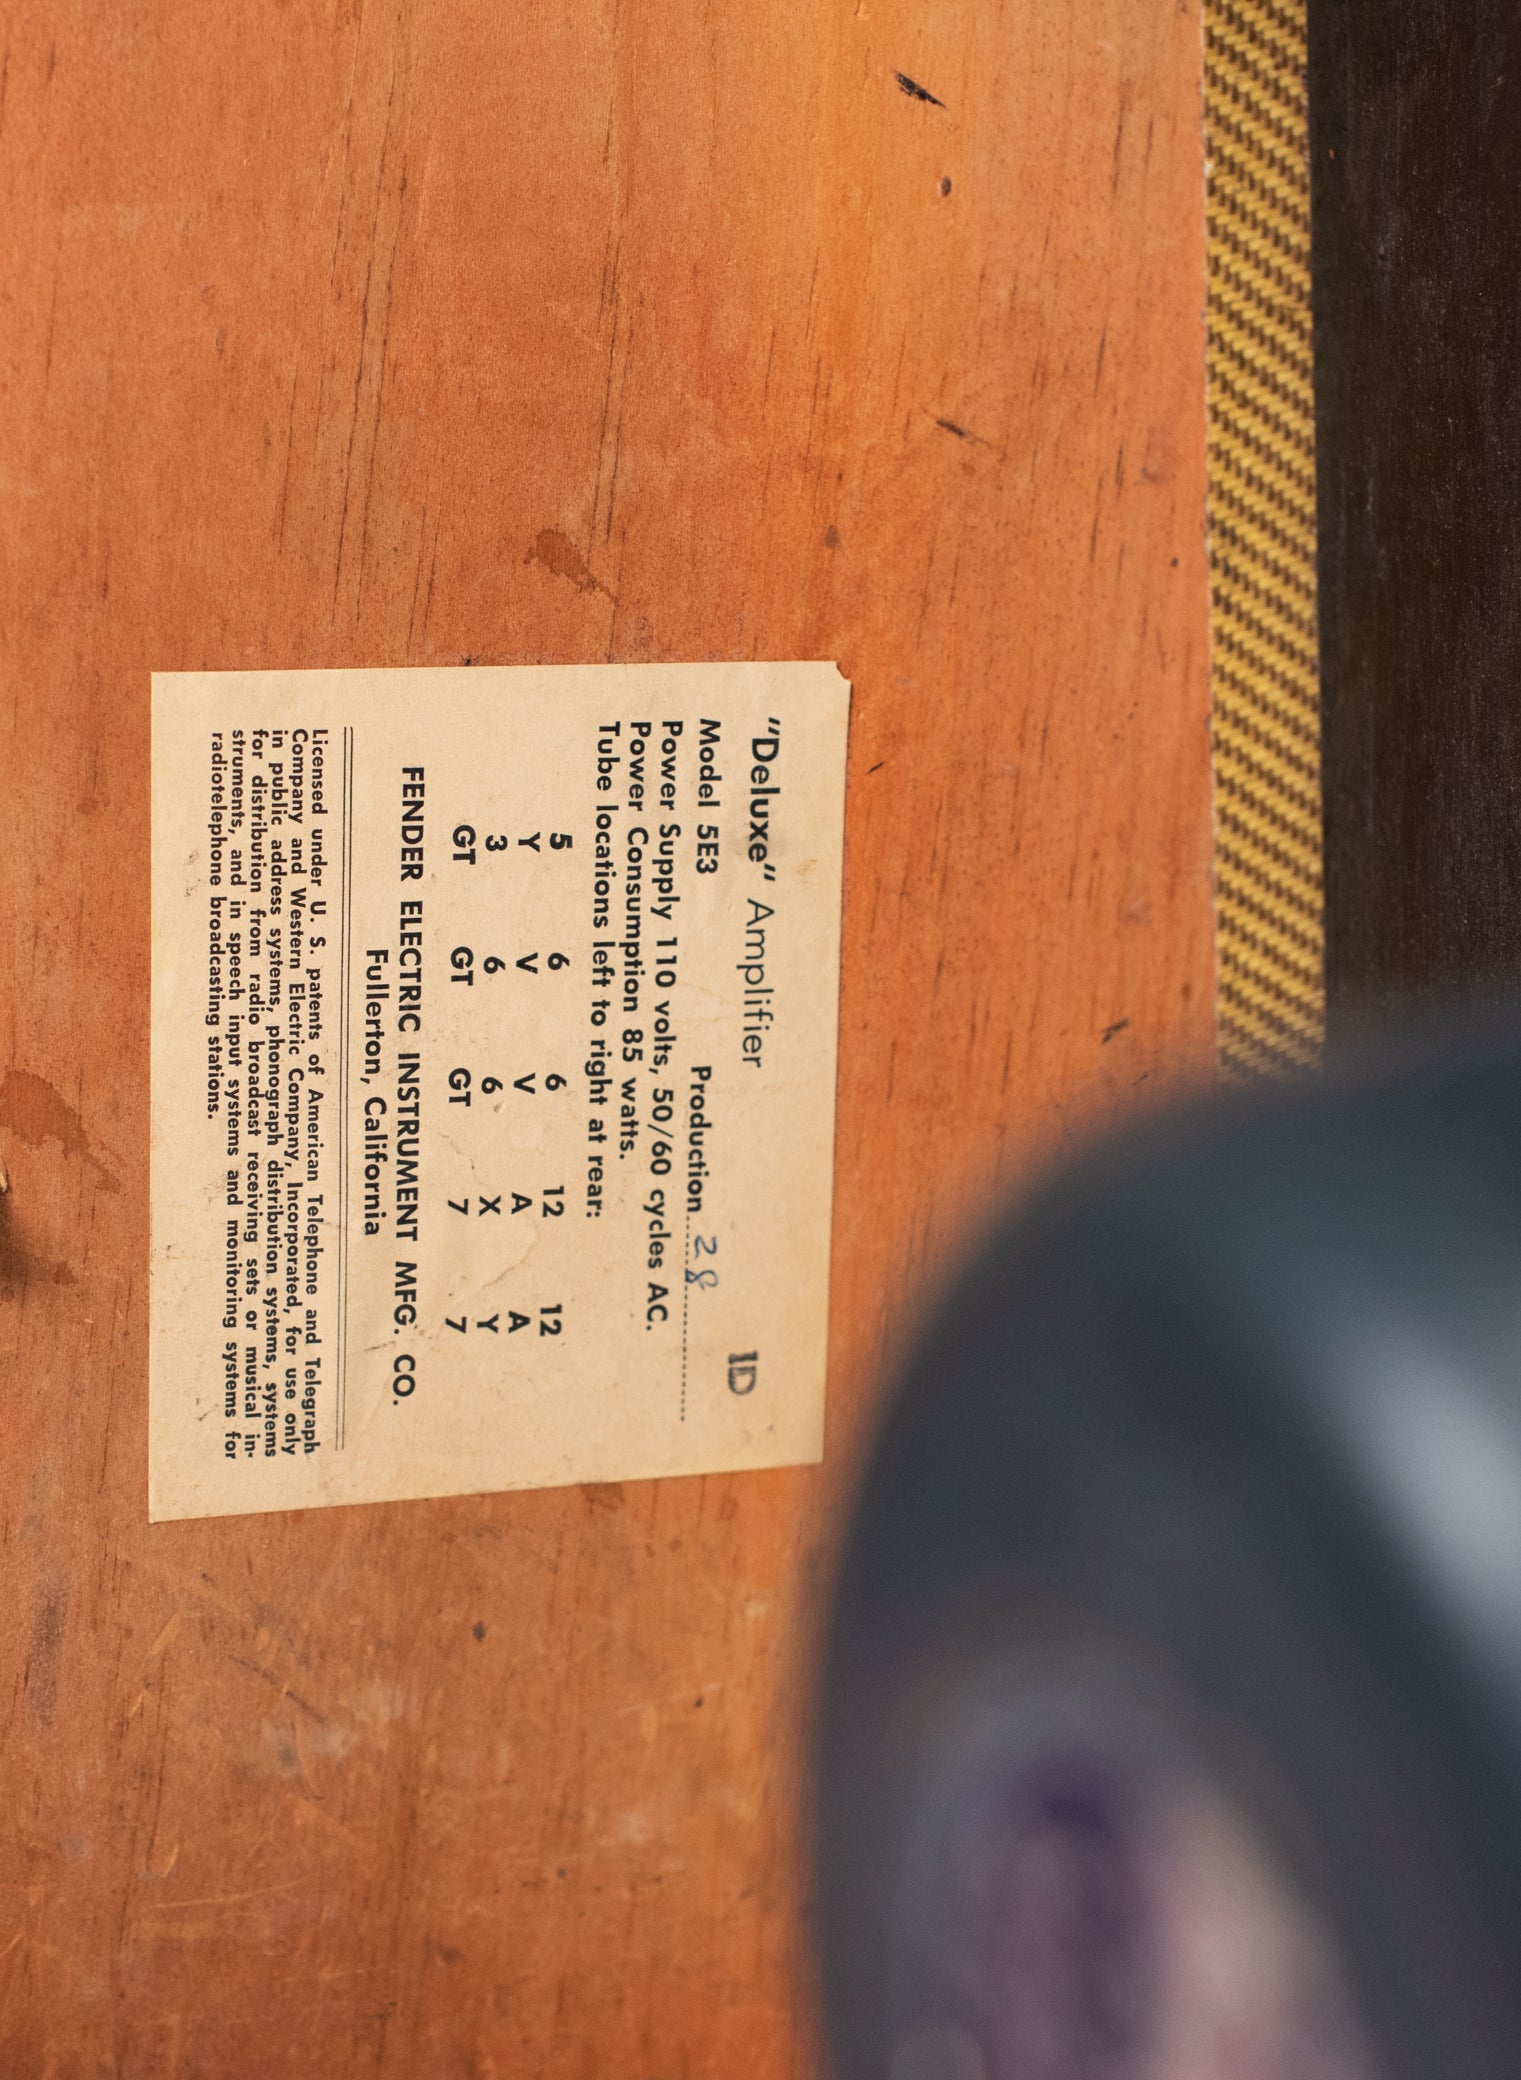 "Deluxe" Amplifier
ID
Model 5E3 Production 28
Power Supply 110 volts, 50/60 cycles AC.
Power Consumption 85 watts.
Tube locations left to right at rear:
5 6 6 12 12
Y V V A A
3 6 6 X Y
GT GT GT 7 7
FENDER ELECTRIC INSTRUMENT MFG. CO.
Fullerton, California
Licensed under U. S. patents of American Telephone and Telegraph
Company and Western Electric Company, Incorporated, for use only
in public address systems, phonograph distribution systems, systems
for distribution from radio broadcast receiving sets or musical in-
struments, and in speech input systems and monitoring systems for
radiotelephone broadcasting stations.